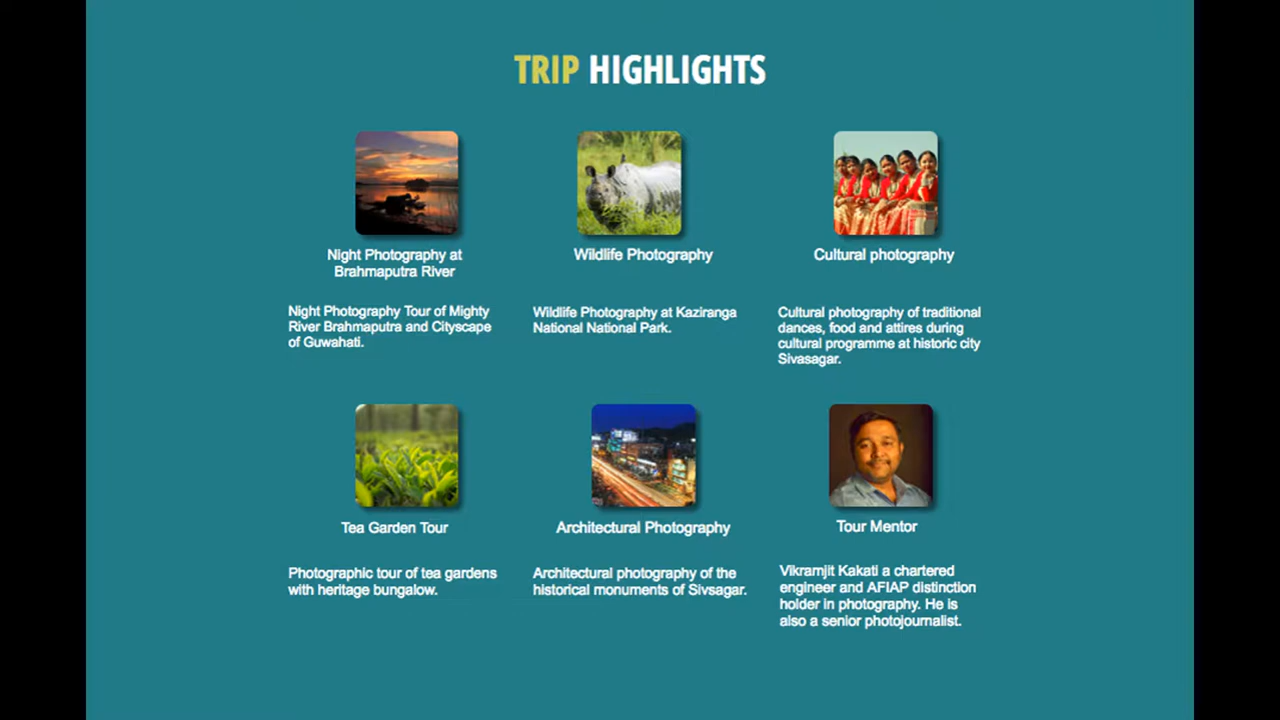 TRIP HIGHLIGHTS
Night Photography at
Brahmaputra River
Night Photography Tour of Mighty
River Brahmaputra and Cityscape
of Guwahati.
Wildlife Photography
Wildlife Photography at Kaziranga
National National Park.
Cultural photography
Cultural photography of traditional
dances, food and attires during
cultural programme at historic city
Sivasagar.
Tea Garden Tour
Photographic tour of tea gardens
with heritage bungalow.
Architectural Photography
Architectural photography of the
historical monuments of Sivsagar.
Tour Mentor
Vikramjit Kakati a chartered
engineer and AFIAP distinction
holder in photography. He is
also a senior photojournalist.